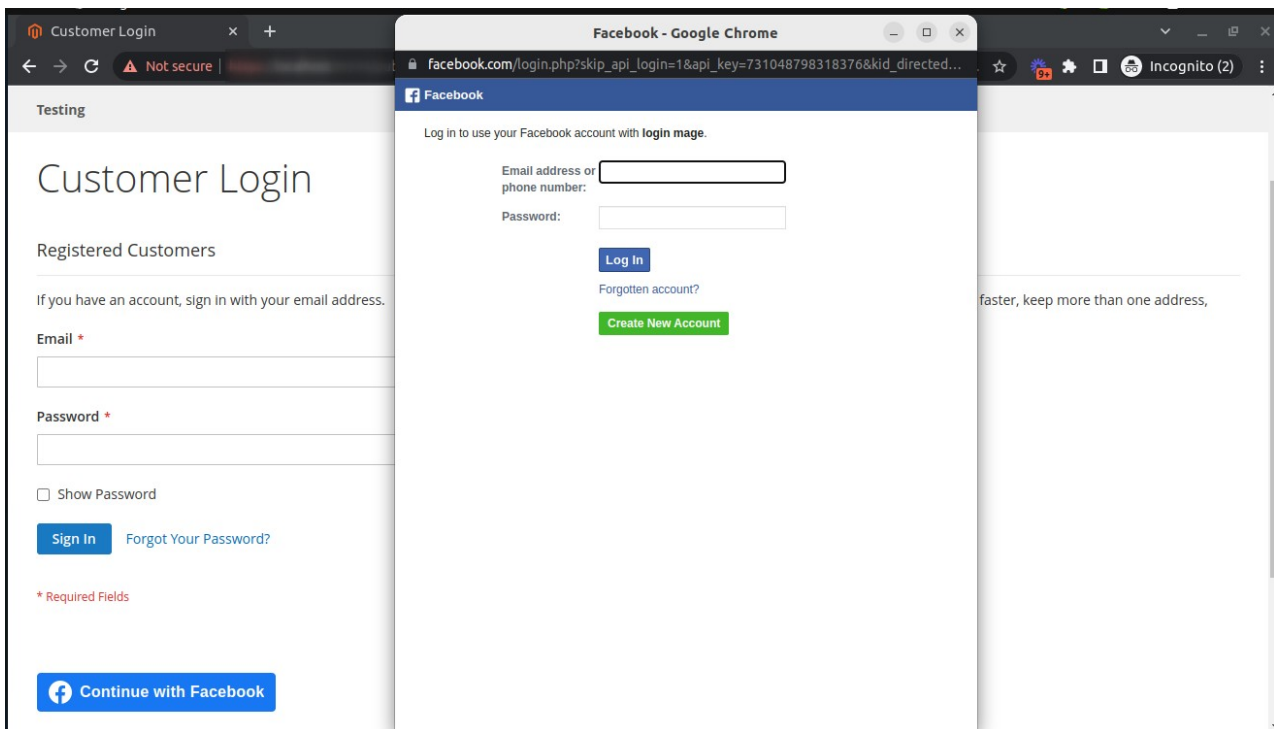 Customer Login
Facebook - Google Chrome
Not secure
facebook.com/login.php?skip_api_login=1&api_key=731048798318376&kid_directed...
9+
Incognito (2)
Facebook
Testing
Log in to use your Facebook account with login mage.
Customer Login
Email address or
phone number:
Password:
Registered Customers
Log In
Forgotten account?
If you have an account, sign in with your email address.
faster, keep more than one address,
Create New Account
Email *
Password *
Show Password
Sign In
Forgot Your Password?
* Required Fields
Continue with Facebook